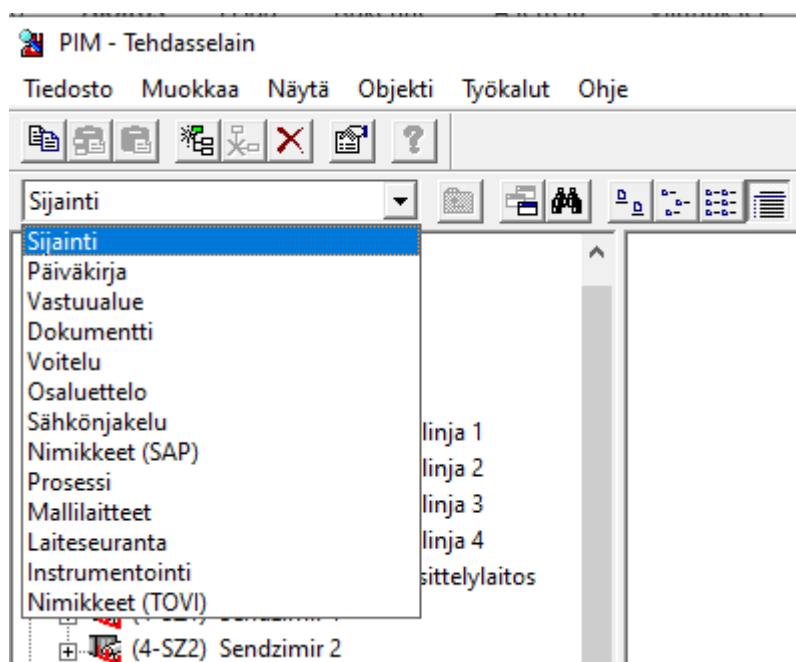 PIM - Tehdasselain
Tiedosto Muokkaa Näytä Objekti Työkalut Ohje
Sijainti
Sijainti
Päiväkirja
Vastuualue
Dokumentti
Voitelu
Osaluettelo
Sähkönjakelu
linja 1
Nimikkeet (SAP)
linja 2
Prosessi
Mallilaitteet
linja 3
Laiteseuranta
linja 4
Instrumentointi
sittelylaitos
Nimikkeet (TOVI)
(4-SZ2) Sendzimir 2